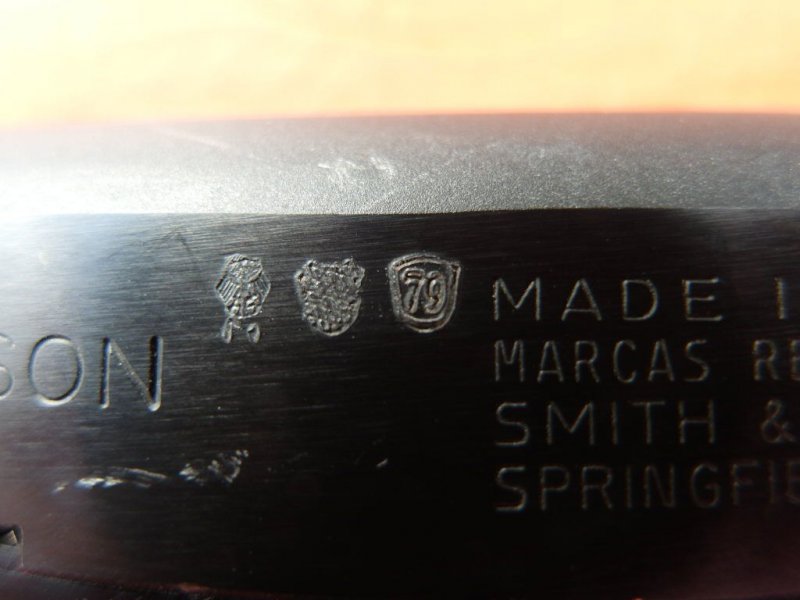 SON
79
MADE I
MARCAS RE
SMITH &
SPRINGFIE